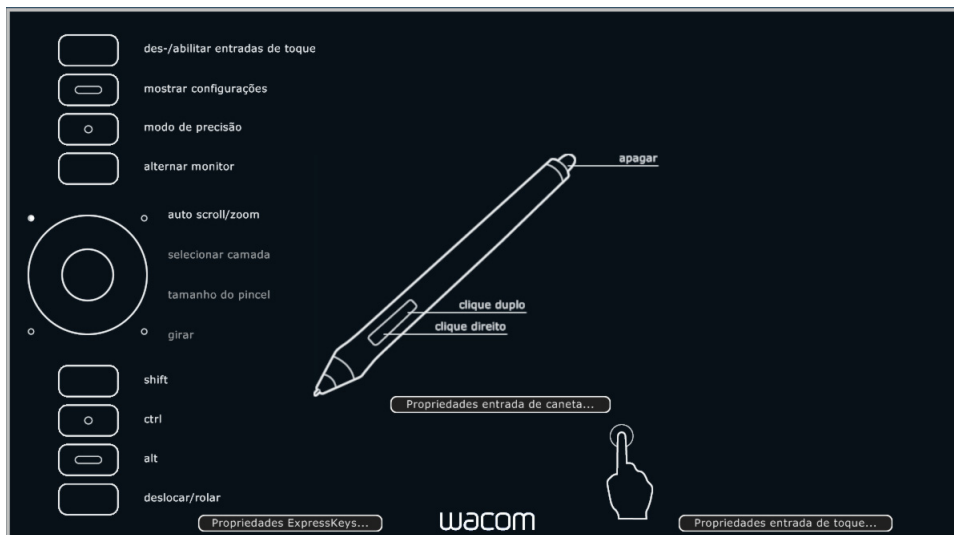 des-/abilitar entradas de toque
mostrar configurações
modo de precisão
alternar monitor
apagar
auto scroll/zoom
selecionar camada
tamanho do pincel
girar
clique duplo
clique direito
shift
ctrl
alt
deslocar/rolar
Propriedades entrada de caneta...
Propriedades ExpressKeys...
wacom
Propriedades entrada de toque...